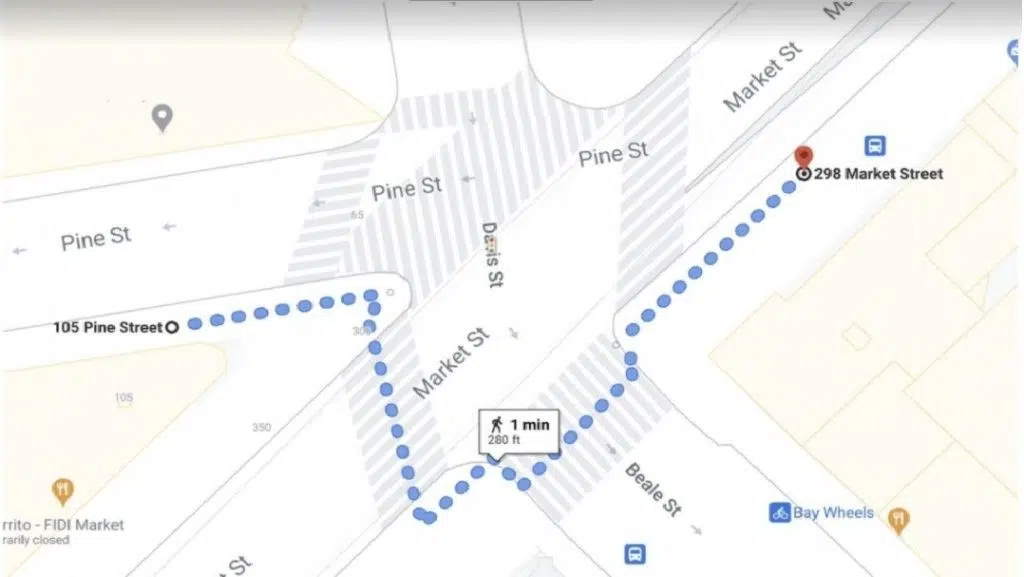 Ma
Market St
Pine St
298 Market Street
Pine St
65
Pine St
Davis St
105 Pine Street
300
Market St
105
350
1 min
280 ft
Beale St
rrito - FIDI Market
rarily closed
Bay Wheels
St